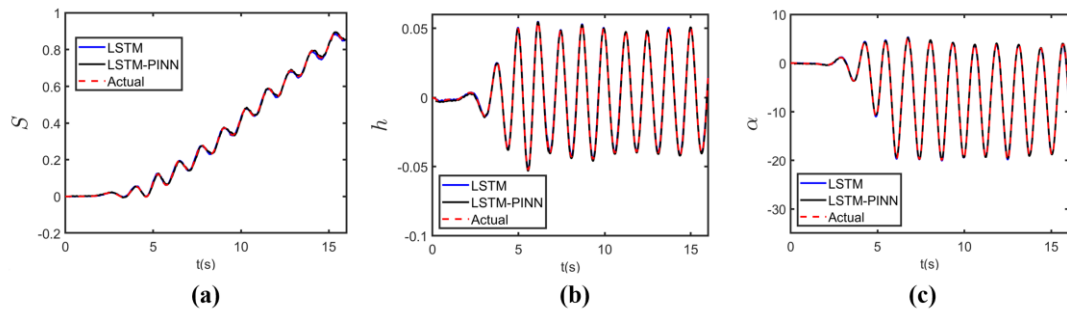 1
0.8
0.6
0.4
0.2
0
-0.2
S
LSTM
LSTM-PINN
Actual
0 5 10 15
t(s)
(a)
0.1
0.05
0
-0.05
-0.1
h
LSTM
LSTM-PINN
Actual
0 5 10 15
t(s)
(b)
10
0
-10
-20
-30
α
LSTM
LSTM-PINN
Actual
0 5 10 15
t(s)
(c)